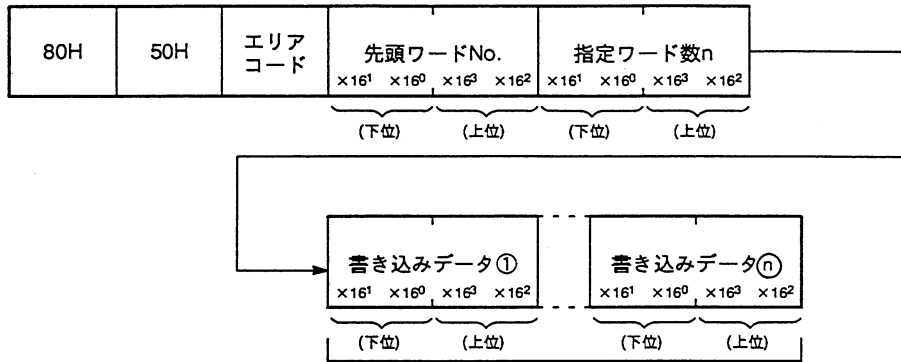 80H 50H エリアコード 先頭ワードNo. 指定ワード数n
×16¹ ×16⁰ ×16³ ×16² ×16¹ ×16⁰ ×16³ ×16²
(下位) (上位) (下位) (上位)
書き込みデータ① 書き込みデータⓝ
×16¹ ×16⁰ ×16³ ×16² ×16¹ ×16⁰ ×16³ ×16²
(下位) (上位) (下位) (上位)